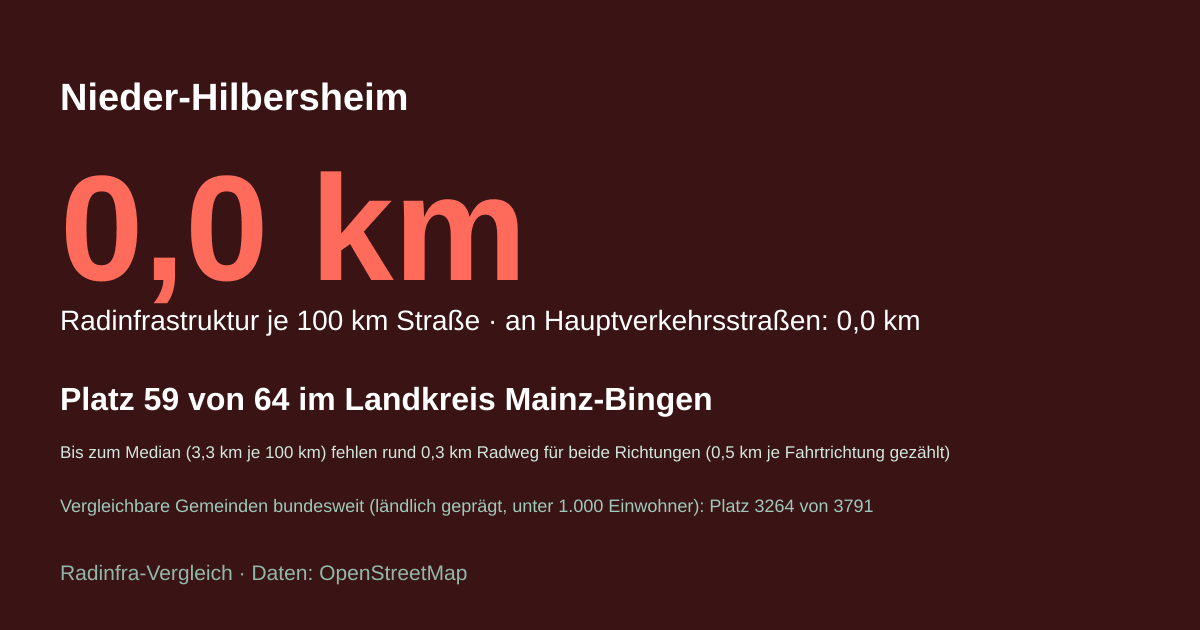 Nieder-Hilbersheim
0,0 km
Radinfrastruktur je 100 km Straße · an Hauptverkehrsstraßen: 0,0 km
Platz 59 von 64 im Landkreis Mainz-Bingen
Bis zum Median (3,3 km je 100 km) fehlen rund 0,3 km Radweg für beide Richtungen (0,5 km je Fahrtrichtung gezählt)
Vergleichbare Gemeinden bundesweit (ländlich geprägt, unter 1.000 Einwohner): Platz 3264 von 3791
Radinfra-Vergleich · Daten: OpenStreetMap